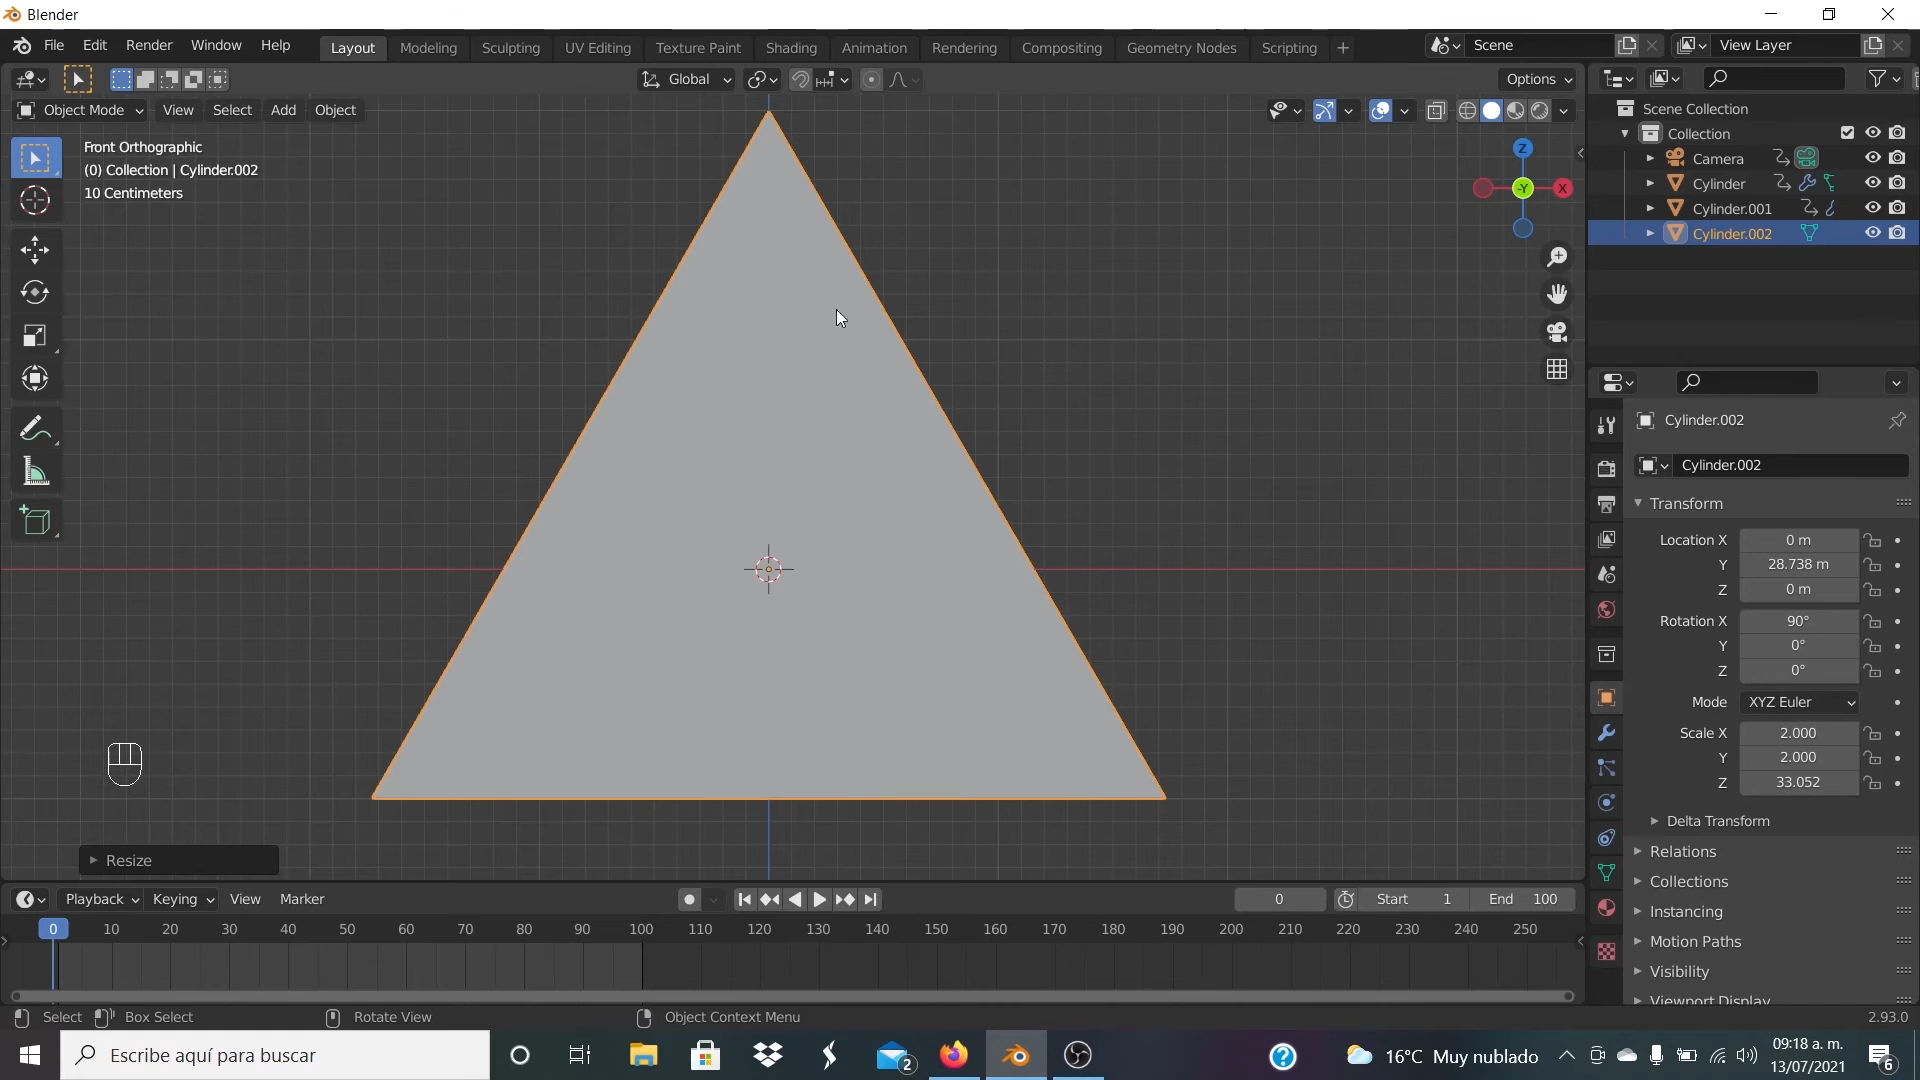 Blender
File Edit Render Window Help Layout Modeling Sculpting UV Editing Texture Paint Shading Animation Rendering Compositing Geometry Nodes Scripting + Scene View Layer
Global Options
Object Mode View Select Add Object
Front Orthographic
(0) Collection | Cylinder.002
10 Centimeters
Z
-Y
X
Resize
Scene Collection
Collection
Camera
Cylinder
Cylinder.001
Cylinder.002
Cylinder.002
Cylinder.002
Transform
Location X 0 m
Y 28.738 m
Z 0 m
Rotation X 90°
Y 0°
Z 0°
Mode XYZ Euler
Scale X 2.000
Y 2.000
Z 33.052
Delta Transform
Relations
Collections
Instancing
Motion Paths
Visibility
Viewport Display
Playback Keying View Marker 0 Start 1 End 100
0 10 20 30 40 50 60 70 80 90 100 110 120 130 140 150 160 170 180 190 200 210 220 230 240 250
Select Box Select Rotate View Object Context Menu 2.93.0
Escribe aquí para buscar 2 16°C Muy nublado 09:18 a. m.
13/07/2021 6